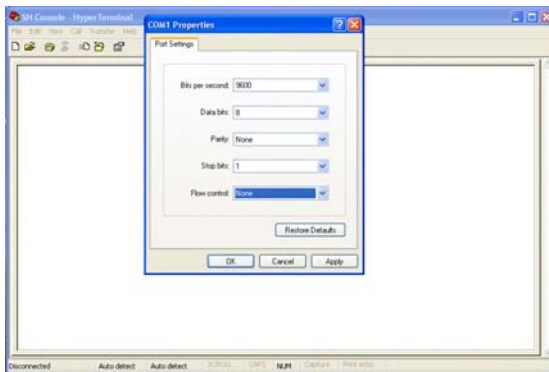 SH Console - HyperTerminal
File Edit View Call Transfer Help
COM1 Properties
Port Settings
Bits per second: 9600
Data bits: 8
Parity: None
Stop bits: 1
Flow control: None
Restore Defaults
OK Cancel Apply
Disconnected Auto detect Auto detect SCROLL CAPS NUM Capture Print echo